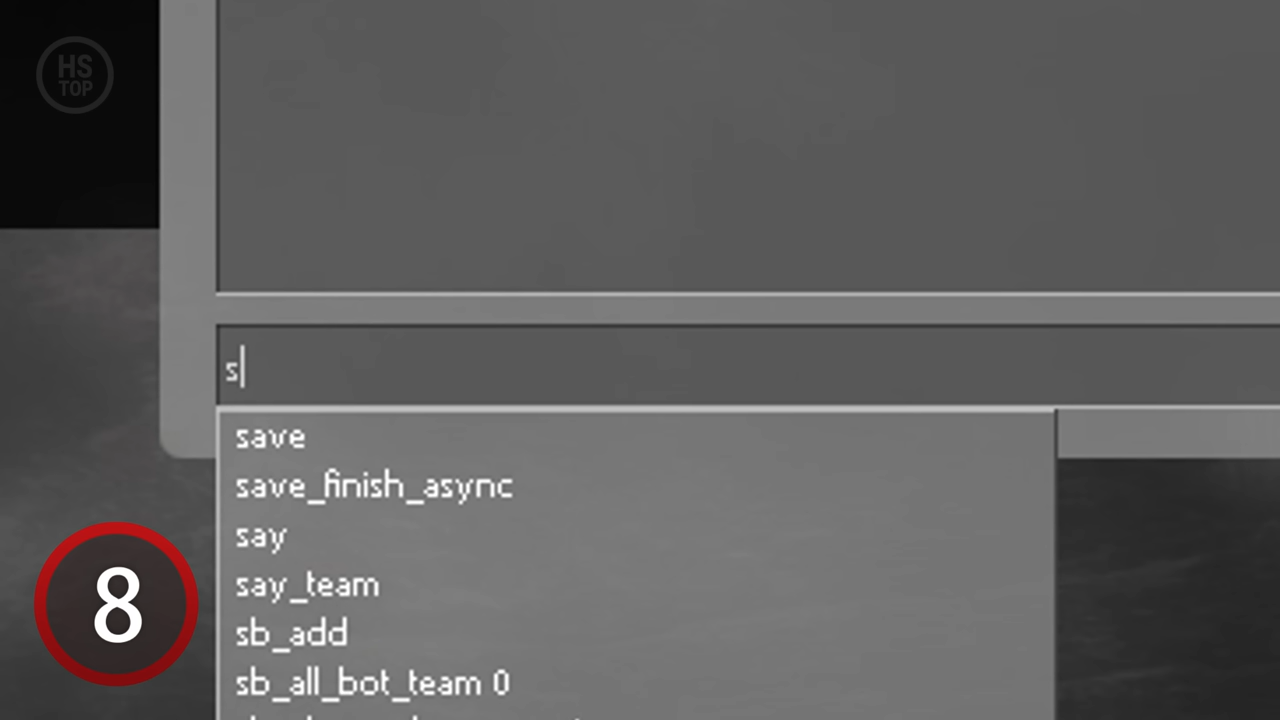 HS
TOP
s
save
save_finish_async
say
say_team
sb_add
sb_all_bot_team 0
8